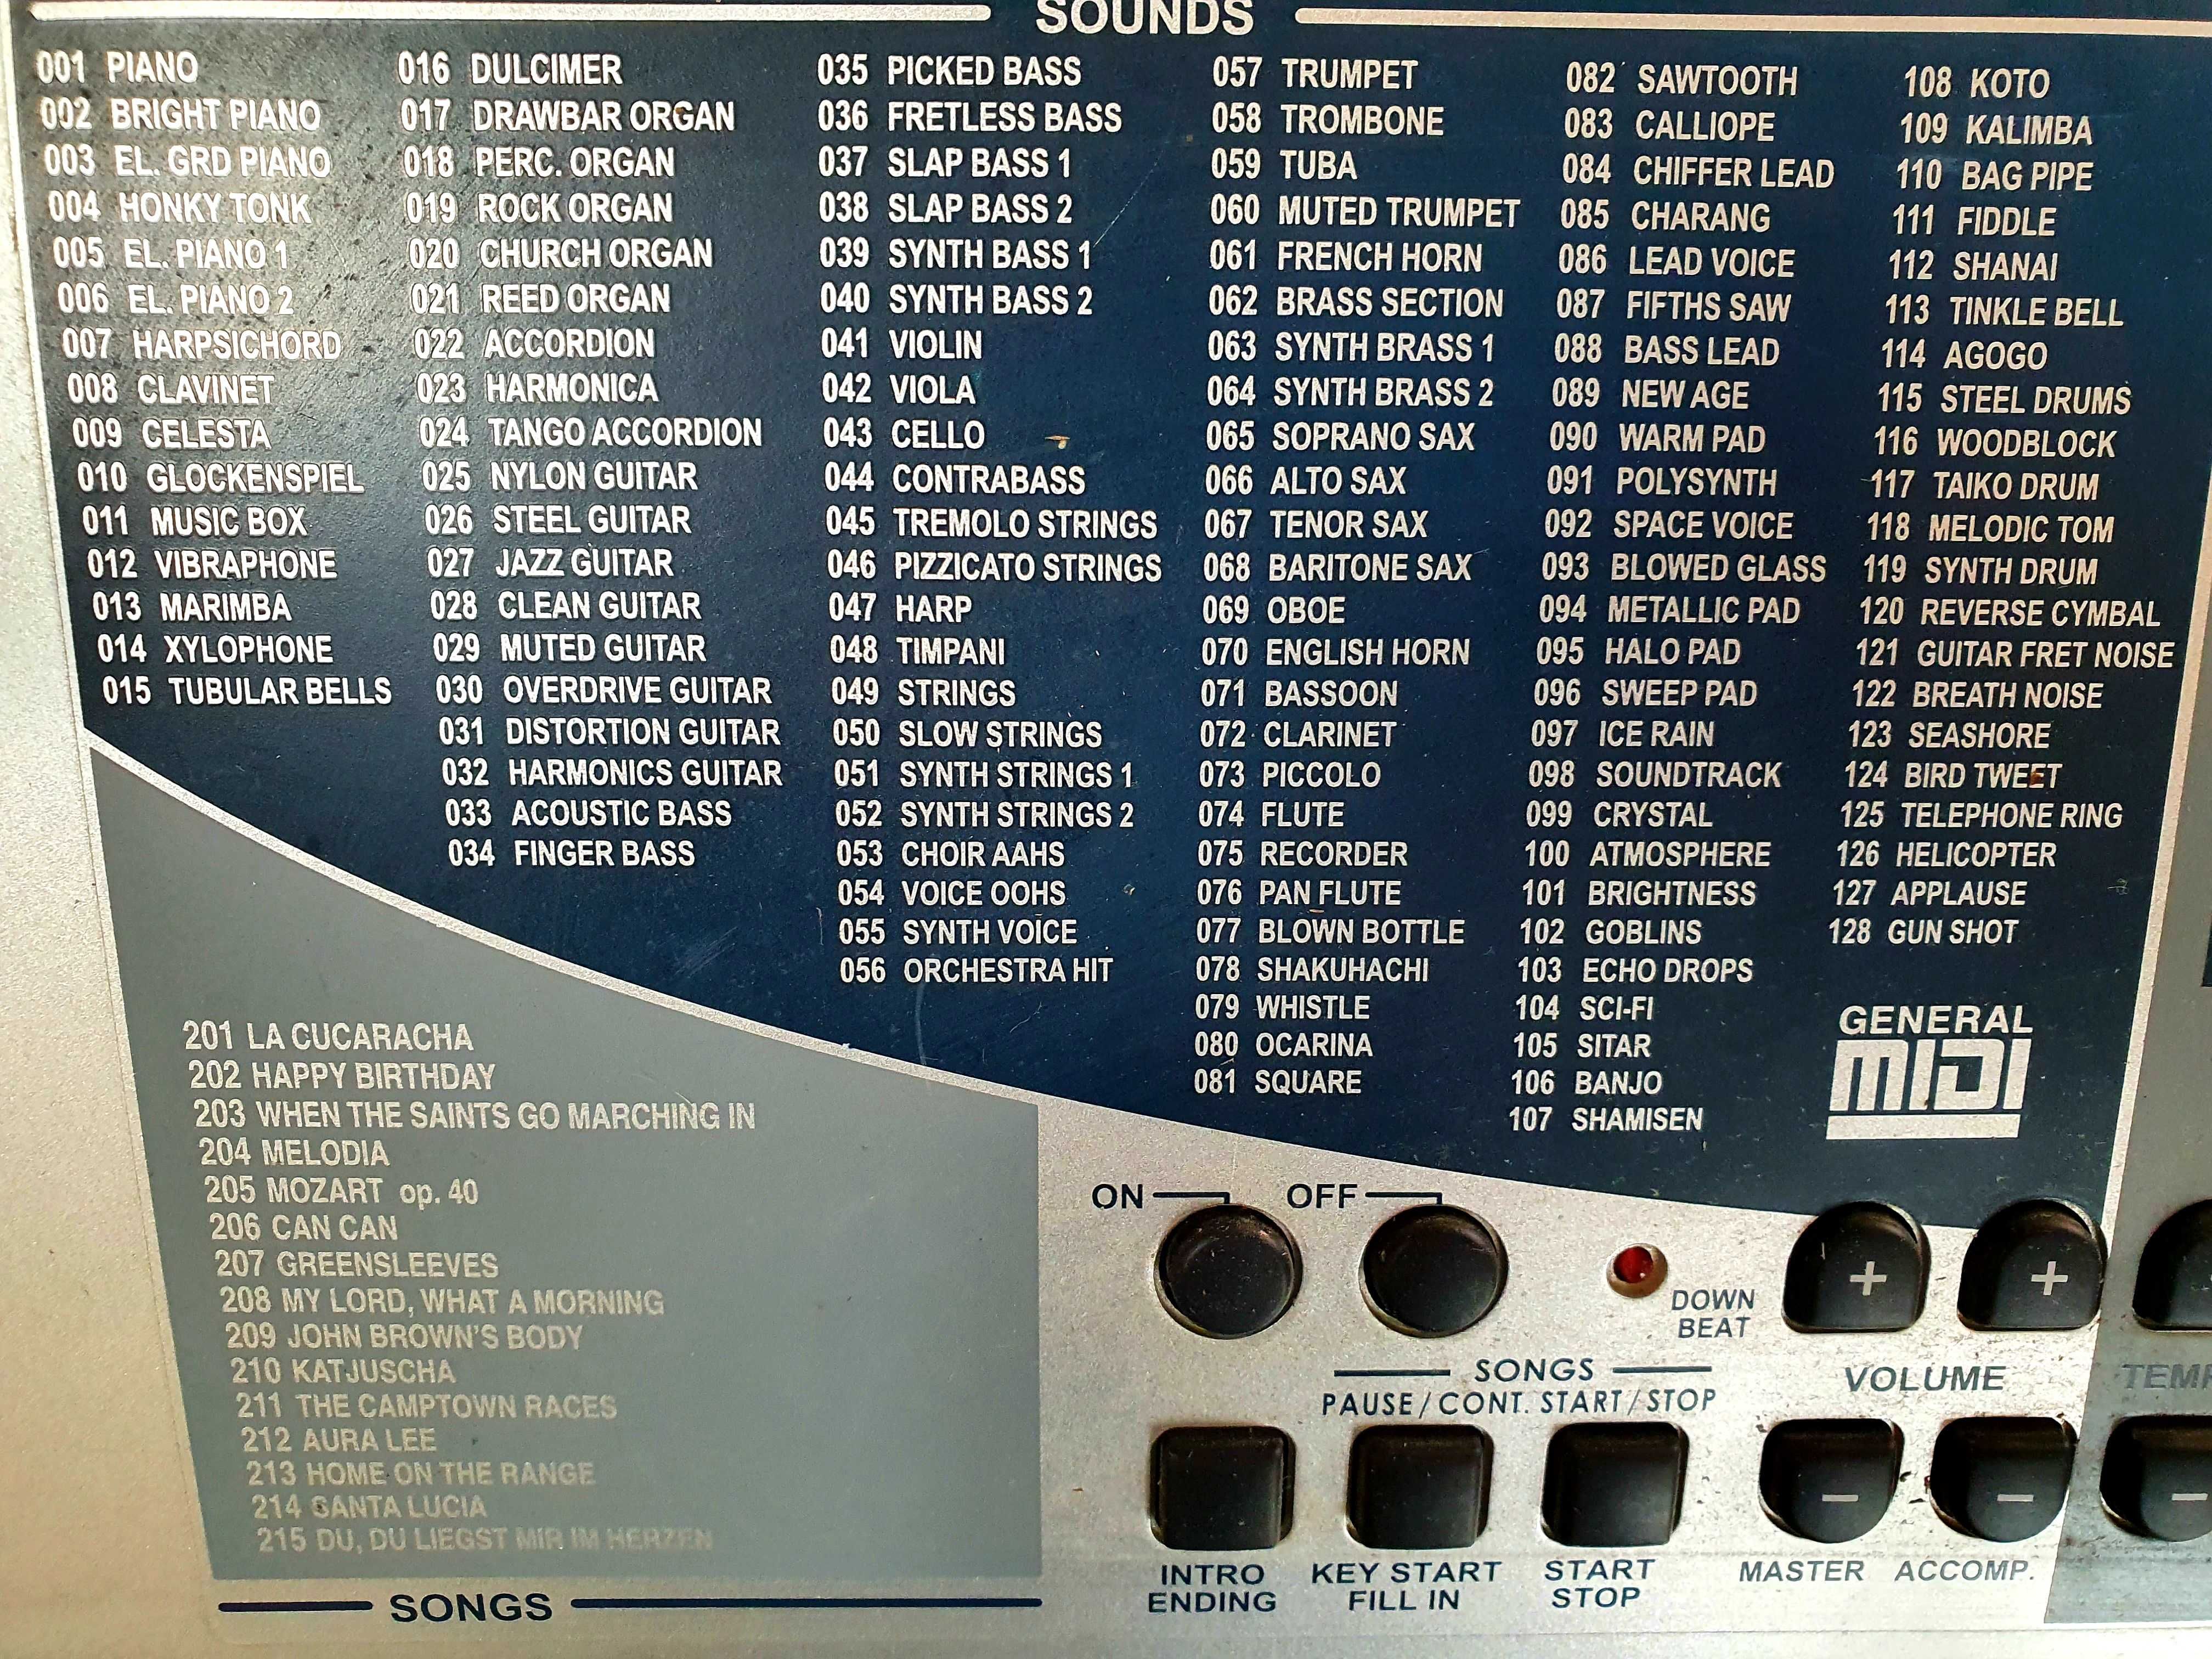 SOUNDS
001 PIANO
002 BRIGHT PIANO
003 EL. GRD PIANO
004 HONKY TONK
005 EL. PIANO 1
006 EL. PIANO 2
007 HARPSICHORD
008 CLAVINET
009 CELESTA
010 GLOCKENSPIEL
011 MUSIC BOX
012 VIBRAPHONE
013 MARIMBA
014 XYLOPHONE
015 TUBULAR BELLS
016 DULCIMER
017 DRAWBAR ORGAN
018 PERC. ORGAN
019 ROCK ORGAN
020 CHURCH ORGAN
021 REED ORGAN
022 ACCORDION
023 HARMONICA
024 TANGO ACCORDION
025 NYLON GUITAR
026 STEEL GUITAR
027 JAZZ GUITAR
028 CLEAN GUITAR
029 MUTED GUITAR
030 OVERDRIVE GUITAR
031 DISTORTION GUITAR
032 HARMONICS GUITAR
033 ACOUSTIC BASS
034 FINGER BASS
035 PICKED BASS
036 FRETLESS BASS
037 SLAP BASS 1
038 SLAP BASS 2
039 SYNTH BASS 1
040 SYNTH BASS 2
041 VIOLIN
042 VIOLA
043 CELLO
044 CONTRABASS
045 TREMOLO STRINGS
046 PIZZICATO STRINGS
047 HARP
048 TIMPANI
049 STRINGS
050 SLOW STRINGS
051 SYNTH STRINGS 1
052 SYNTH STRINGS 2
053 CHOIR AAHS
054 VOICE OOHS
055 SYNTH VOICE
056 ORCHESTRA HIT
057 TRUMPET
058 TROMBONE
059 TUBA
060 MUTED TRUMPET
061 FRENCH HORN
062 BRASS SECTION
063 SYNTH BRASS 1
064 SYNTH BRASS 2
065 SOPRANO SAX
066 ALTO SAX
067 TENOR SAX
068 BARITONE SAX
069 OBOE
070 ENGLISH HORN
071 BASSOON
072 CLARINET
073 PICCOLO
074 FLUTE
075 RECORDER
076 PAN FLUTE
077 BLOWN BOTTLE
078 SHAKUHACHI
079 WHISTLE
080 OCARINA
081 SQUARE
082 SAWTOOTH
083 CALLIOPE
084 CHIFFER LEAD
085 CHARANG
086 LEAD VOICE
087 FIFTHS SAW
088 BASS LEAD
089 NEW AGE
090 WARM PAD
091 POLYSYNTH
092 SPACE VOICE
093 BLOWED GLASS
094 METALLIC PAD
095 HALO PAD
096 SWEEP PAD
097 ICE RAIN
098 SOUNDTRACK
099 CRYSTAL
100 ATMOSPHERE
101 BRIGHTNESS
102 GOBLINS
103 ECHO DROPS
104 SCI-FI
105 SITAR
106 BANJO
107 SHAMISEN
108 KOTO
109 KALIMBA
110 BAG PIPE
111 FIDDLE
112 SHANAI
113 TINKLE BELL
114 AGOGO
115 STEEL DRUMS
116 WOODBLOCK
117 TAIKO DRUM
118 MELODIC TOM
119 SYNTH DRUM
120 REVERSE CYMBAL
121 GUITAR FRET NOISE
122 BREATH NOISE
123 SEASHORE
124 BIRD TWEET
125 TELEPHONE RING
126 HELICOPTER
127 APPLAUSE
128 GUN SHOT
GENERAL
MIDI
201 LA CUCARACHA
202 HAPPY BIRTHDAY
203 WHEN THE SAINTS GO MARCHING IN
204 MELODIA
205 MOZART op. 40
206 CAN CAN
207 GREENSLEEVES
208 MY LORD, WHAT A MORNING
209 JOHN BROWN'S BODY
210 KATJUSCHA
211 THE CAMPTOWN RACES
212 AURA LEE
213 HOME ON THE RANGE
214 SANTA LUCIA
215 DU, DU LIEGST MIR IM HERZEN
SONGS
ON OFF
DOWN
BEAT
+ + 
SONGS
PAUSE / CONT. START / STOP
VOLUME
TEMP
- - -
INTRO
ENDING
KEY START
FILL IN
START
STOP
MASTER ACCOMP.